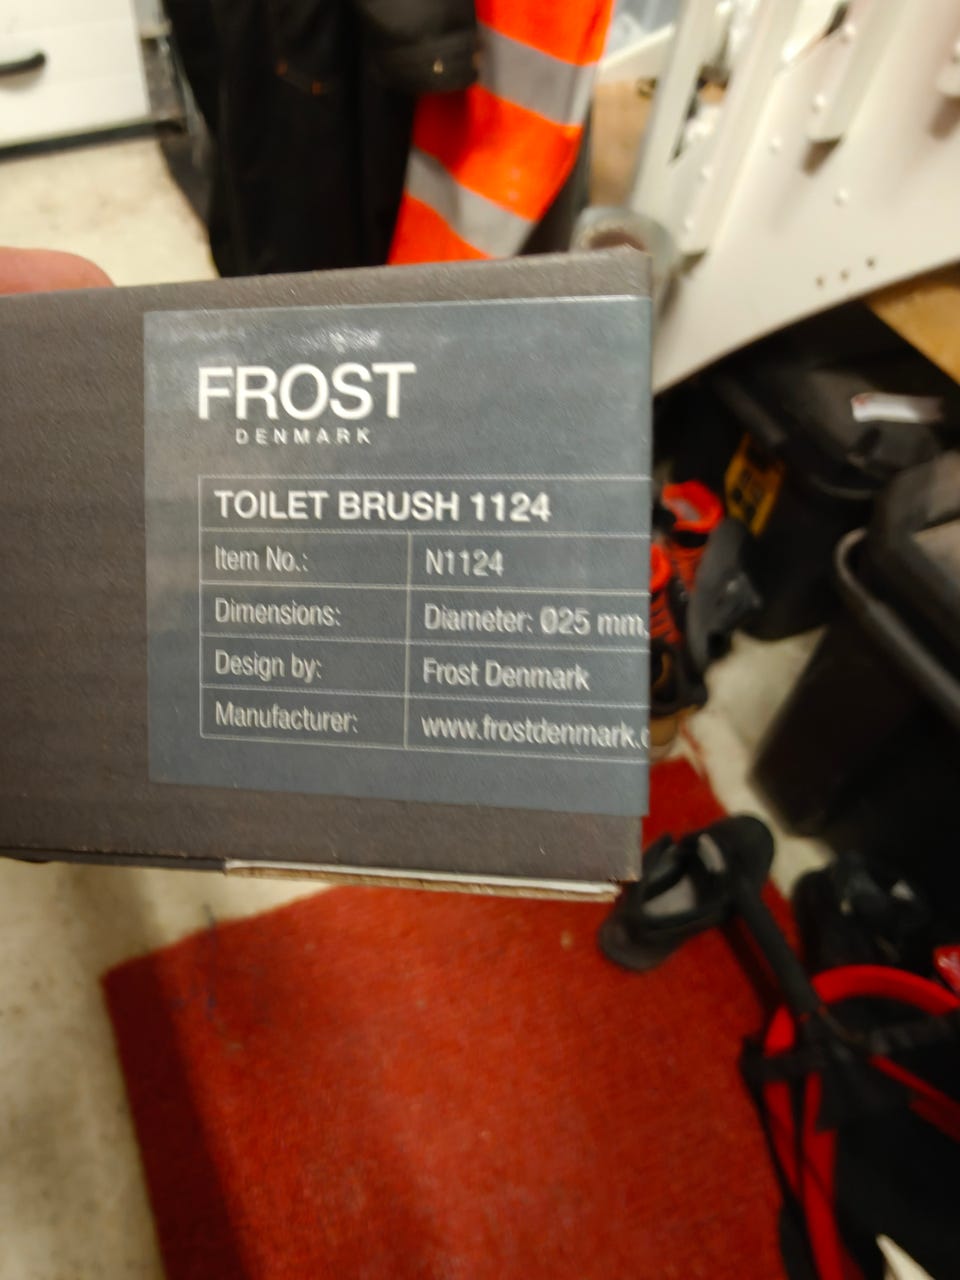 FROST
DENMARK
TOILET BRUSH 1124
Item No.: N1124
Dimensions: Diameter: Ø25 mm,
Design by: Frost Denmark
Manufacturer: www.frostdenmark.c